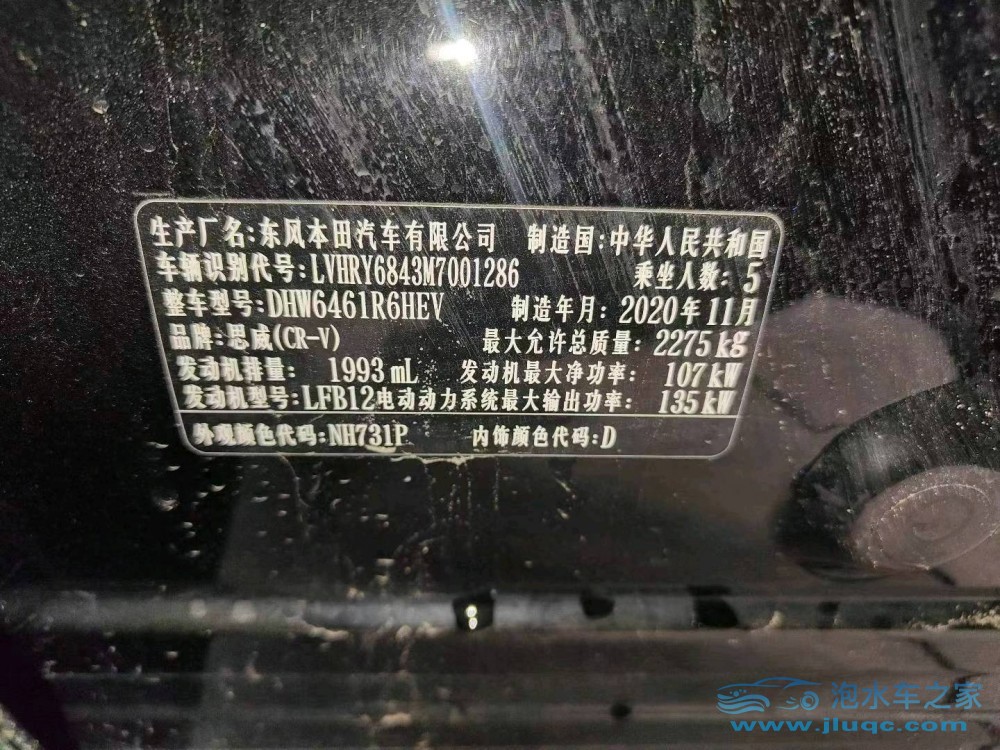 生产厂名:东风本田汽车有限公司 制造国:中华人民共和国
车辆识别代号:LVHRY6843M7001286 乘坐人数:5
整车型号:DHW6461R6HEV 制造年月:2020年11月
品牌:思威(CR-V) 最大允许总质量:2275kg
发动机排量:1993mL 发动机最大净功率:107kW
发动机型号:LFB12 电动动力系统最大输出功率:135kW
外观颜色代码:NH731P 内饰颜色代码:D
泡水车之家
www.jluqc.com